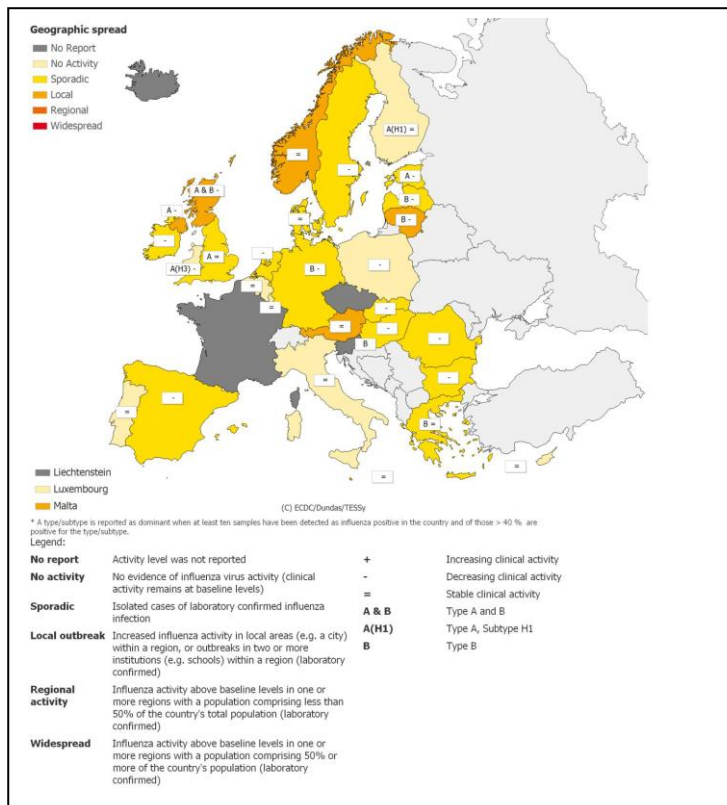 Geographic spread
No Report
No Activity
Sporadic
Local
Regional
Widespread
A(H1) =
=
-
A & B -
A -
=
B -
A -
-
A =
-
B -
A(H3) -
=
=
-
-
=
-
B
-
-
=
-
=
B =
=
=
Liechtenstein
Luxembourg
Malta
(C) ECDC/Dundas/TESSy
* A type/subtype is reported as dominant when at least ten samples have been detected as influenza positive in the country and of those > 40 % are
positive for the type/subtype.
Legend:
No report Activity level was not reported + Increasing clinical activity
No activity No evidence of influenza virus activity (clinical - Decreasing clinical activity
activity remains at baseline levels) = Stable clinical activity
Sporadic Isolated cases of laboratory confirmed influenza A & B Type A and B
infection A(H1) Type A, Subtype H1
Local outbreak Increased influenza activity in local areas (e.g. a city) B Type B
within a region, or outbreaks in two or more
institutions (e.g. schools) within a region (laboratory
confirmed)
Regional Influenza activity above baseline levels in one or
activity more regions with a population comprising less than
50% of the country's total population (laboratory
confirmed)
Widespread Influenza activity above baseline levels in one or
more regions with a population comprising 50% or
more of the country's population (laboratory
confirmed)